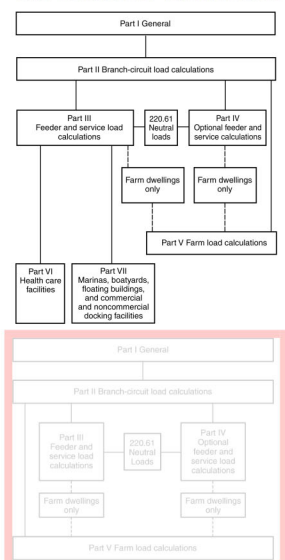 Part I General
Part II Branch-circuit load calculations
Part III
Feeder and service load
calculations
220.61
Neutral
loads
Part IV
Optional feeder and
service calculations
Farm dwellings
only
Farm dwellings
only
Part V Farm load calculations
Part VI
Health care
facilities
Part VII
Marinas, boatyards,
floating buildings,
and commercial
and noncommercial
docking facilities
Part I General
Part II Branch-circuit load calculations
Part III
Feeder and
service load
calculations
220.61
Neutral
Loads
Part IV
Optional
feeder and
service load
calculations
Farm dwellings
only
Farm dwellings
only
Part V Farm load calculations